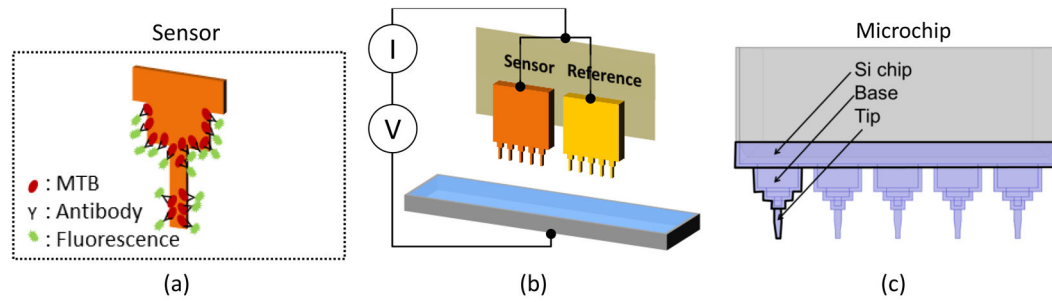 Sensor
: MTB
Y : Antibody
: Fluorescence
(a)
I
V
Sensor Reference
(b)
Microchip
Si chip
Base
Tip
(c)